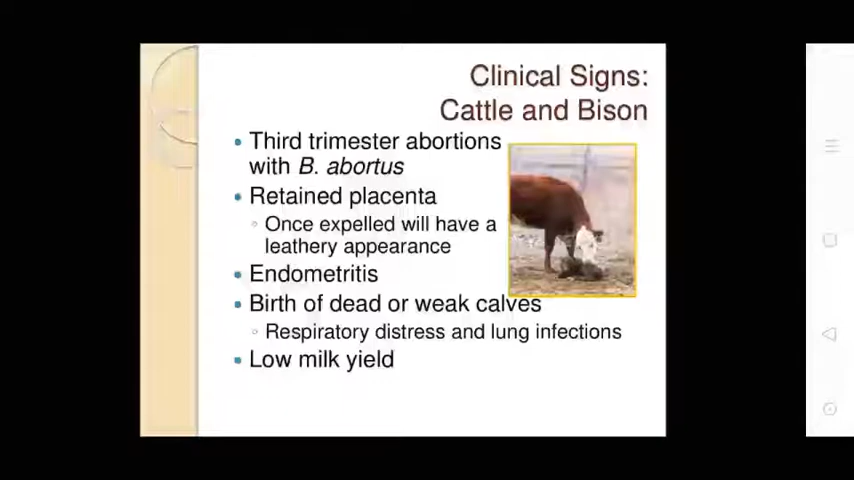 Clinical Signs:
Cattle and Bison
• Third trimester abortions
with B. abortus
• Retained placenta
◦ Once expelled will have a
leathery appearance
• Endometritis
• Birth of dead or weak calves
◦ Respiratory distress and lung infections
• Low milk yield